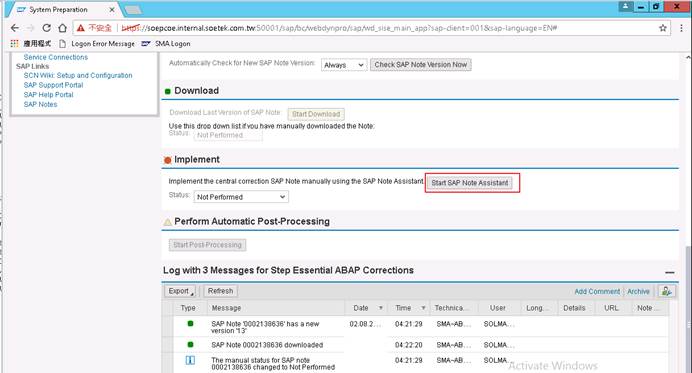 System Preparation
不安全 https://soepcoe.internal.soetek.com.tw:50001/sap/bc/webdynpro/sap/wd_sise_main_app?sap-client=001&sap-language=EN#
應用程式 Logon Error Message SMA Logon
Service Connections
SAP Links
SCN Wiki: Setup and Configuration
SAP Support Portal
SAP Help Portal
SAP Notes
Automatically Check for New SAP Note Version: Always Check SAP Note Version Now
Download
Download Last Version of SAP Note: Start Download
Use this drop down list if you have manually downloaded the Note:
Status: Not Performed
Implement
Implement the central correction SAP Note manually using the SAP Note Assistant Start SAP Note Assistant
Status: Not Performed
Perform Automatic Post-Processing
Start Post-Processing
Log with 3 Messages for Step Essential ABAP Corrections
Export Refresh Add Comment Archive
Type Message Date Time Technica... User Long... Details URL Note ...
SAP Note '0002138636' has a new version '13' 02.08.2... 04:21:29 SMA~AB... SOLMA...
SAP Note 0002138636 downloaded 04:22:20 SMA~AB... SOLMA...
The manual status for SAP note 0002138636 changed to Not Performed 04:21:29 SMA~AB... SOLMA...
Activate Windows